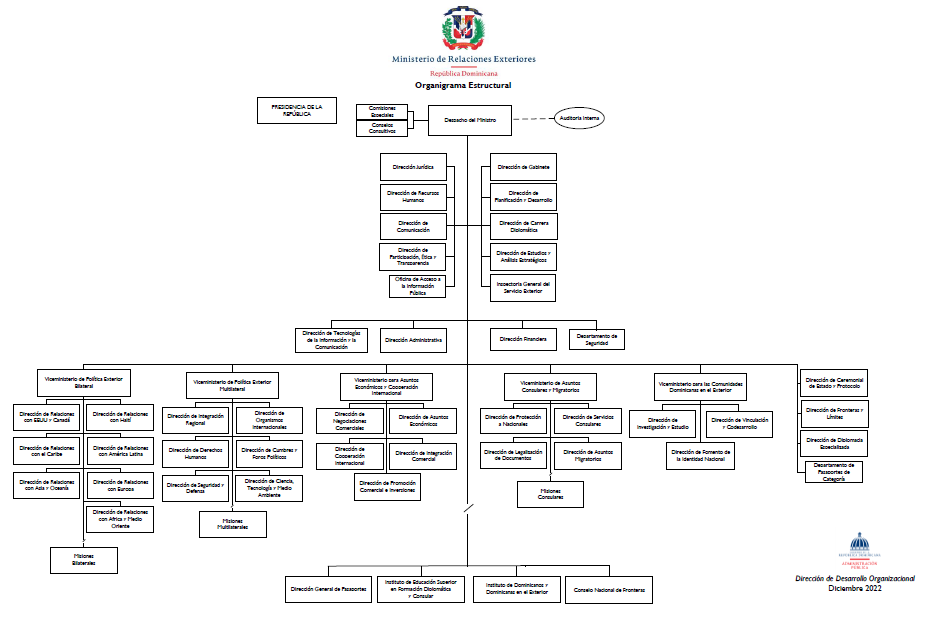 Ministerio de Relaciones Exteriores
República Dominicana
Organigrama Estructural
PRESIDENCIA DE LA
REPÚBLICA
Comisiones
Especiales
Consejos
Consultivos
Despacho del Ministro
Auditoría Interna
Dirección Jurídica
Dirección de Gabinete
Dirección de Recursos
Humanos
Dirección de
Planificación y Desarrollo
Dirección de
Comunicación
Dirección de Carrera
Diplomática
Dirección de
Participación, Ética y
Transparencia
Dirección de Estudios y
Análisis Estratégicos
Oficina de Acceso a
la Información
Pública
Inspectoría General del
Servicio Exterior
Dirección de Tecnologías
de la Información y la
Comunicación
Dirección Administrativa
Dirección Financiera
Departamento de
Seguridad
Viceministerio de Política Exterior
Bilateral
Viceministerio de Política Exterior
Multilateral
Viceministerio para Asuntos
Económicos y Cooperación
Internacional
Viceministerio de Asuntos
Consulares y Migratorios
Viceministerio para las Comunidades
Dominicanas en el Exterior
Dirección de Ceremonial
de Estado y Protocolo
Dirección de Relaciones
con EEUU y Canadá
Dirección de Relaciones
con Haití
Dirección de Integración
Regional
Dirección de
Organismos
Internacionales
Dirección de
Negociaciones
Comerciales
Dirección de Asuntos
Económicos
Dirección de Protección
a Nacionales
Dirección de Servicios
Consulares
Dirección de
Investigación y Estudio
Dirección de Vinculación
y Codesarrollo
Dirección de Fronteras y
Límites
Dirección de Relaciones
con el Caribe
Dirección de Relaciones
con América Latina
Dirección de Derechos
Humanos
Dirección de Cumbres y
Foros Políticos
Dirección de
Cooperación
Internacional
Dirección de Integración
Comercial
Dirección de Legalización
de Documentos
Dirección de Asuntos
Migratorios
Dirección de Fomento de
la Identidad Nacional
Dirección de Diplomacia
Especializada
Dirección de Relaciones
con Asia y Oceanía
Dirección de Relaciones
con Europa
Dirección de Seguridad y
Defensa
Dirección de Ciencia,
Tecnología y Medio
Ambiente
Dirección de Promoción
Comercial e Inversiones
Misiones
Consulares
Departamento de
Pasaportes de
Categoría
Dirección de Relaciones
con África y Medio
Oriente
Misiones
Multilaterales
Misiones
Bilaterales
Dirección General de Pasaportes
Instituto de Educación Superior
en Formación Diplomática
y Consular
Instituto de Dominicanos y
Dominicanas en el Exterior
Consejo Nacional de Fronteras
ADMINISTRACIÓN
PÚBLICA
Dirección de Desarrollo Organizacional
Diciembre 2022